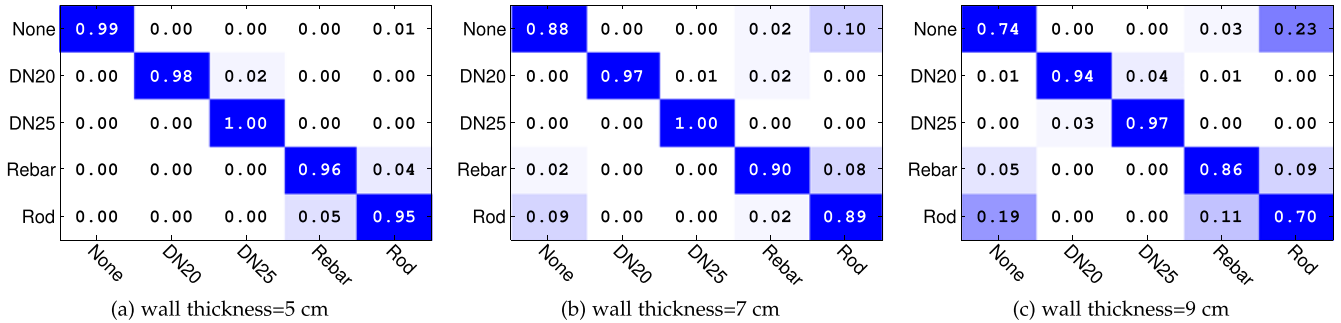 None 0.99 0.00 0.00 0.00 0.01
DN20 0.00 0.98 0.02 0.00 0.00
DN25 0.00 0.00 1.00 0.00 0.00
Rebar 0.00 0.00 0.00 0.96 0.04
Rod 0.00 0.00 0.00 0.05 0.95
None DN20 DN25 Rebar Rod
(a) wall thickness=5 cm
None 0.88 0.00 0.00 0.02 0.10
DN20 0.00 0.97 0.01 0.02 0.00
DN25 0.00 0.00 1.00 0.00 0.00
Rebar 0.02 0.00 0.00 0.90 0.08
Rod 0.09 0.00 0.00 0.02 0.89
None DN20 DN25 Rebar Rod
(b) wall thickness=7 cm
None 0.74 0.00 0.00 0.03 0.23
DN20 0.01 0.94 0.04 0.01 0.00
DN25 0.00 0.03 0.97 0.00 0.00
Rebar 0.05 0.00 0.00 0.86 0.09
Rod 0.19 0.00 0.00 0.11 0.70
None DN20 DN25 Rebar Rod
(c) wall thickness=9 cm